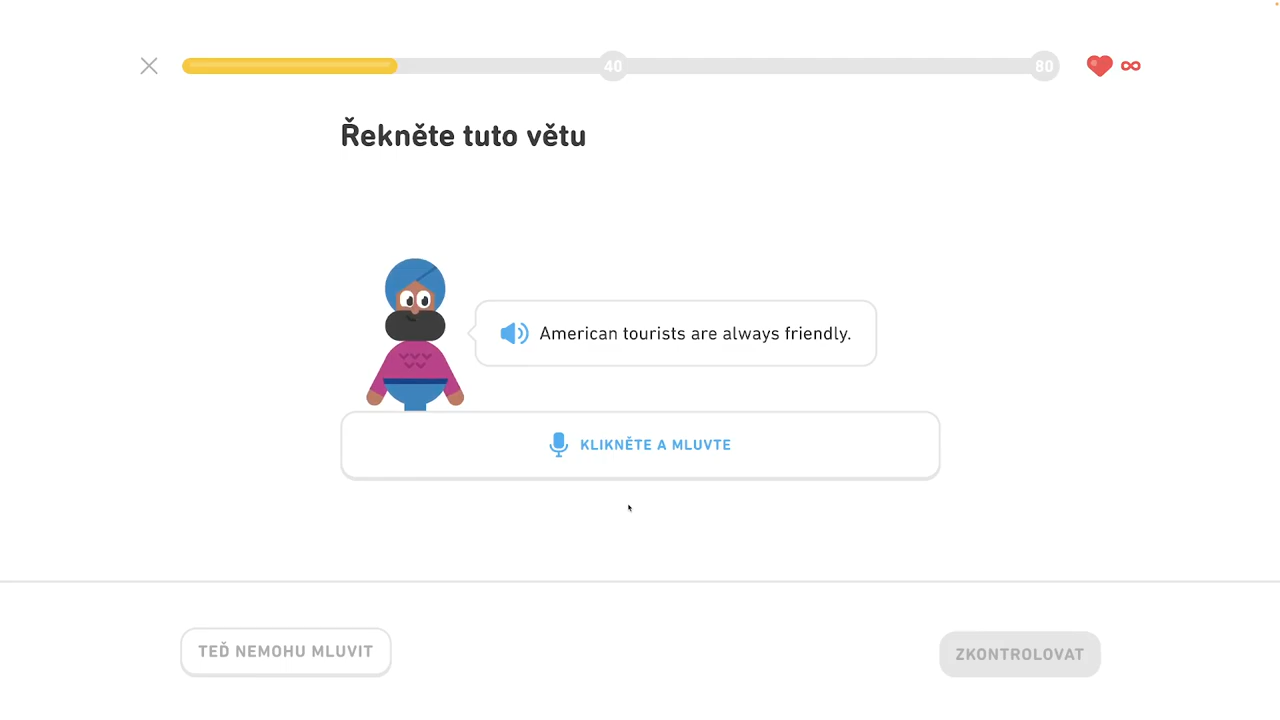 40
80
∞
Řekněte tuto větu
American tourists are always friendly.
KLIKNĚTE A MLUVTE
TEĎ NEMOHU MLUVIT
ZKONTROLOVAT